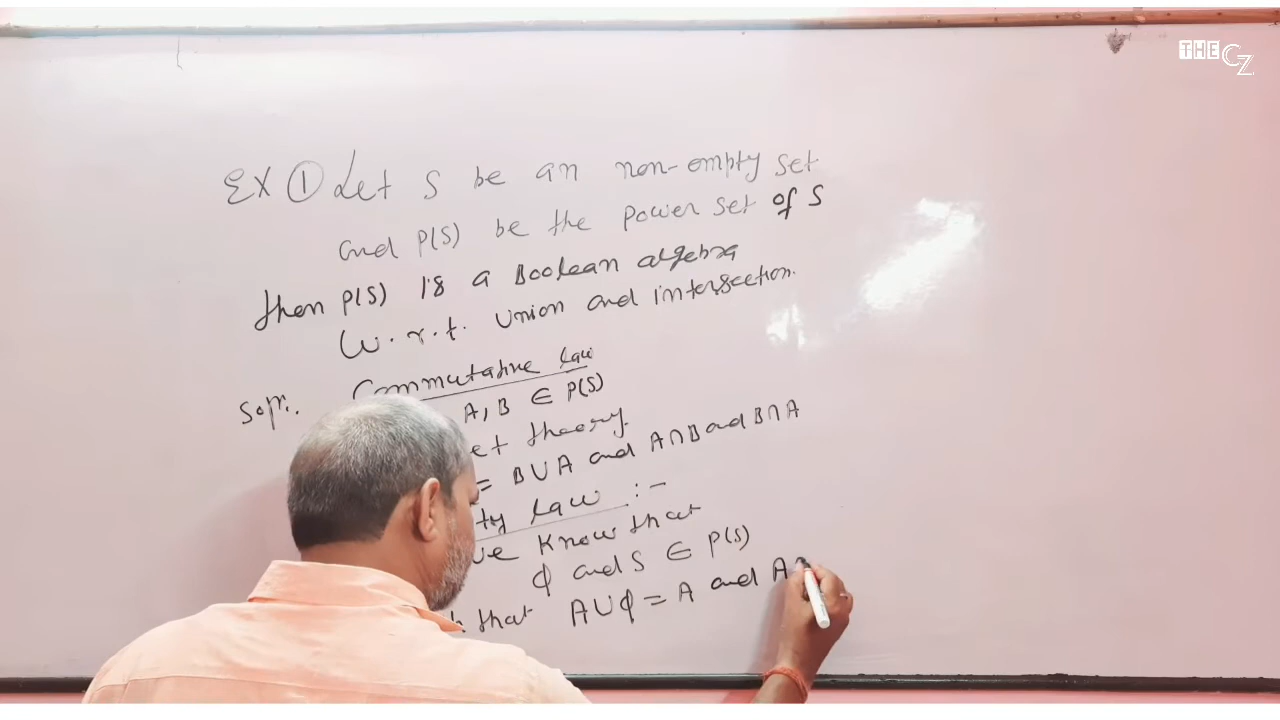 THE CZ
EX ① Let S be an non-empty set
and P(S) be the power set of S
then P(S) is a Boolean algebra
W.r.t. Union and intersection.
Soln. Commutative law
A, B ∈ P(S)
et theory.
= B∪A and A∩B and B∩A
ty law :-
we know that
ϕ and S ∈ P(S)
h that A∪ϕ = A and A